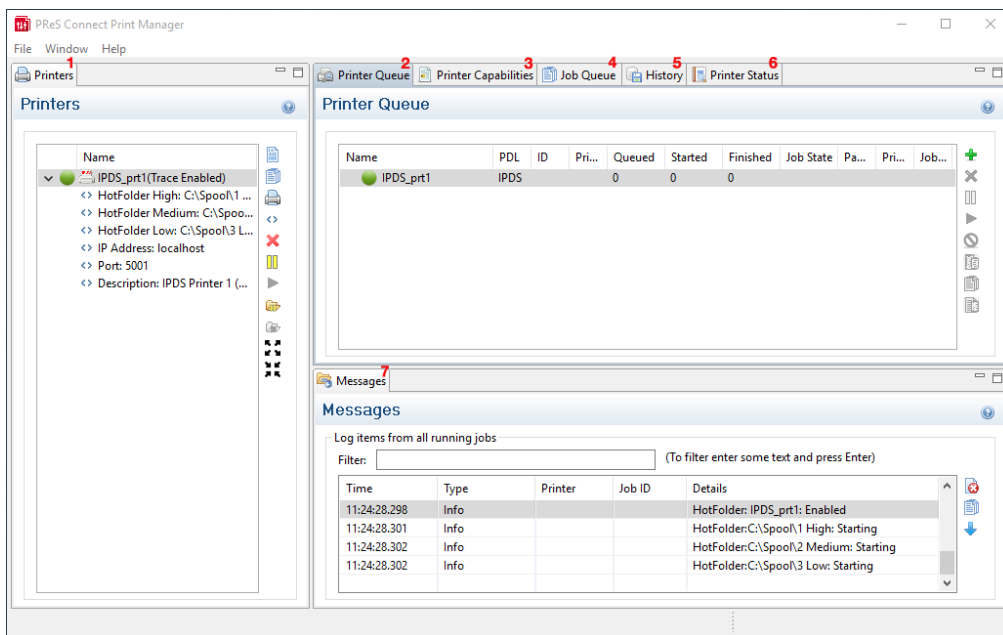 PReS Connect Print Manager
File Window Help
Printers 1
Printers
Name
IPDS_prt1(Trace Enabled)
HotFolder High: C:\Spool\1 ...
HotFolder Medium: C:\Spoo...
HotFolder Low: C:\Spool\3 L...
IP Address: localhost
Port: 5001
Description: IPDS Printer 1 (...
Printer Queue 2 Printer Capabilities 3 Job Queue 4 History 5 Printer Status 6
Printer Queue
Name PDL ID Pri... Queued Started Finished Job State Pa... Pri... Job...
IPDS_prt1 IPDS 0 0 0
Messages 7
Messages
Log items from all running jobs
Filter: (To filter enter some text and press Enter)
Time Type Printer Job ID Details
11:24:28.298 Info HotFolder: IPDS_prt1: Enabled
11:24:28.301 Info HotFolder:C:\Spool\1 High: Starting
11:24:28.302 Info HotFolder:C:\Spool\2 Medium: Starting
11:24:28.302 Info HotFolder:C:\Spool\3 Low: Starting